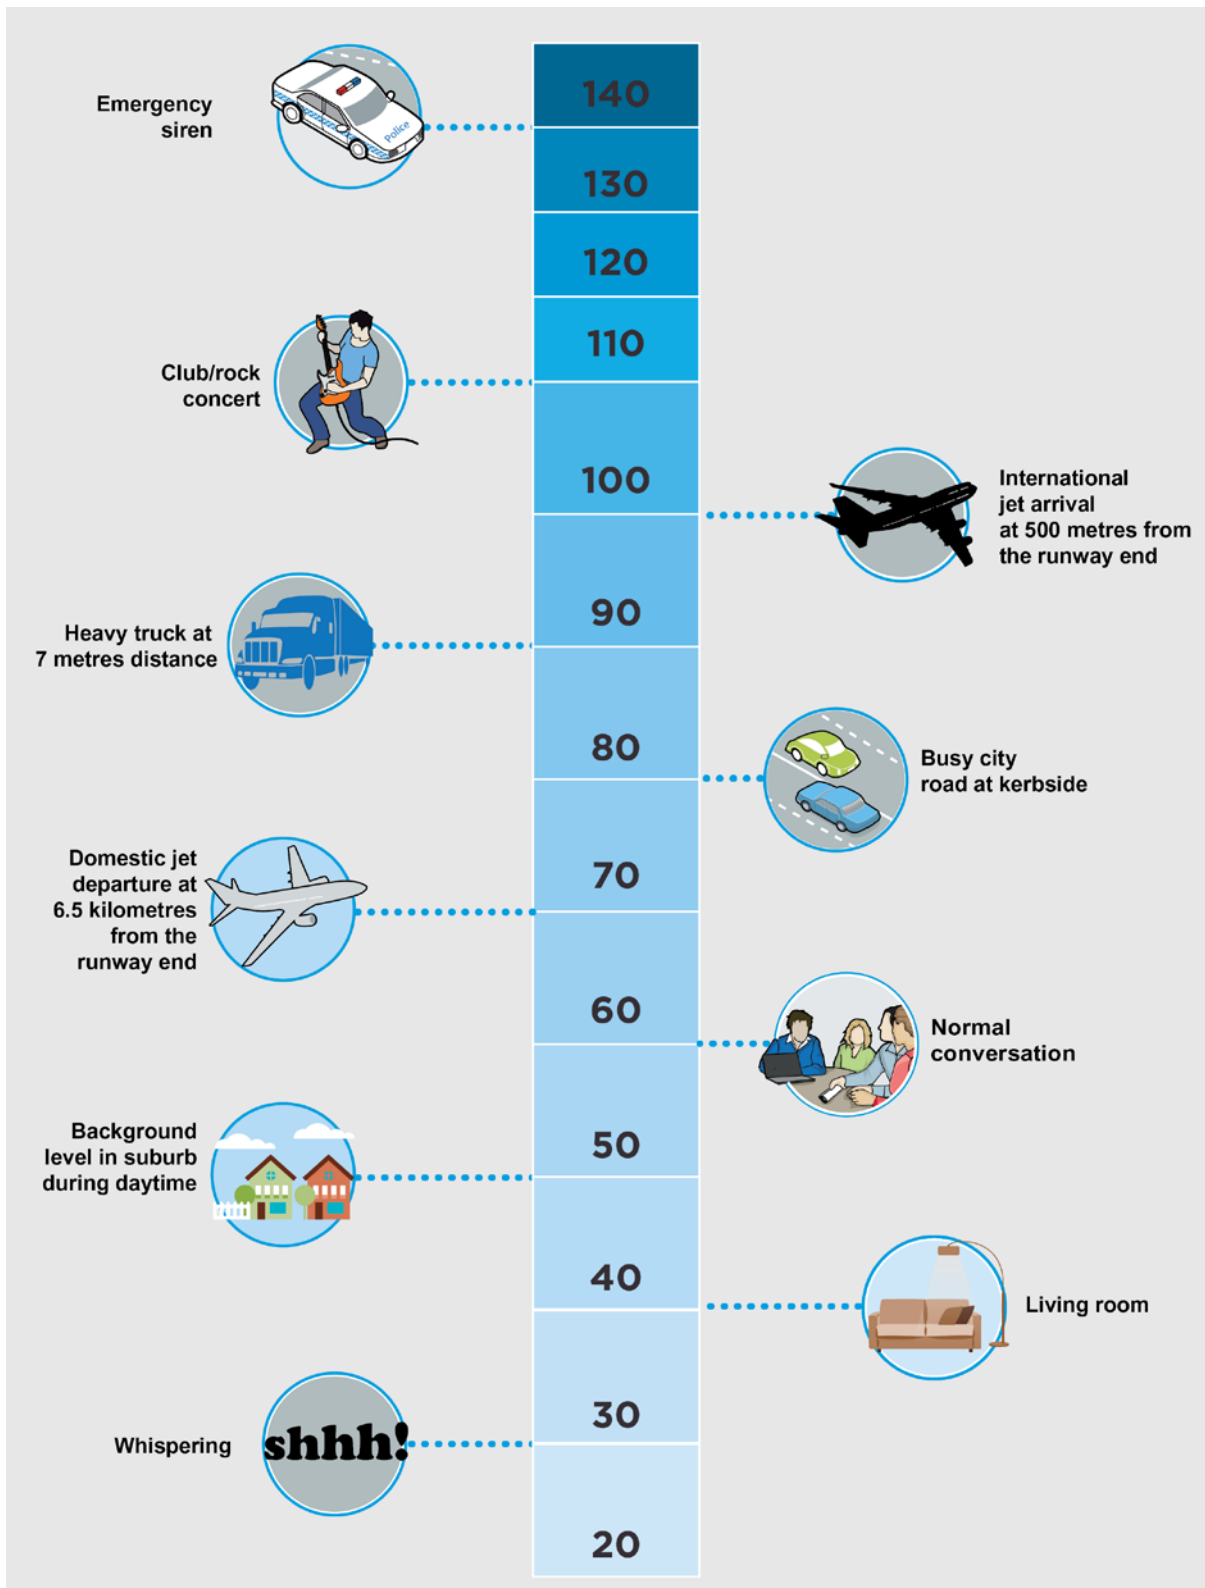 Emergency
siren
Police
140
130
120
110
Club/rock
concert
100
International
jet arrival
at 500 metres from
the runway end
90
Heavy truck at
7 metres distance
80
Busy city
road at kerbside
70
Domestic jet
departure at
6.5 kilometres
from the
runway end
60
Normal
conversation
50
Background
level in suburb
during daytime
40
Living room
30
Whispering
shhh!
20